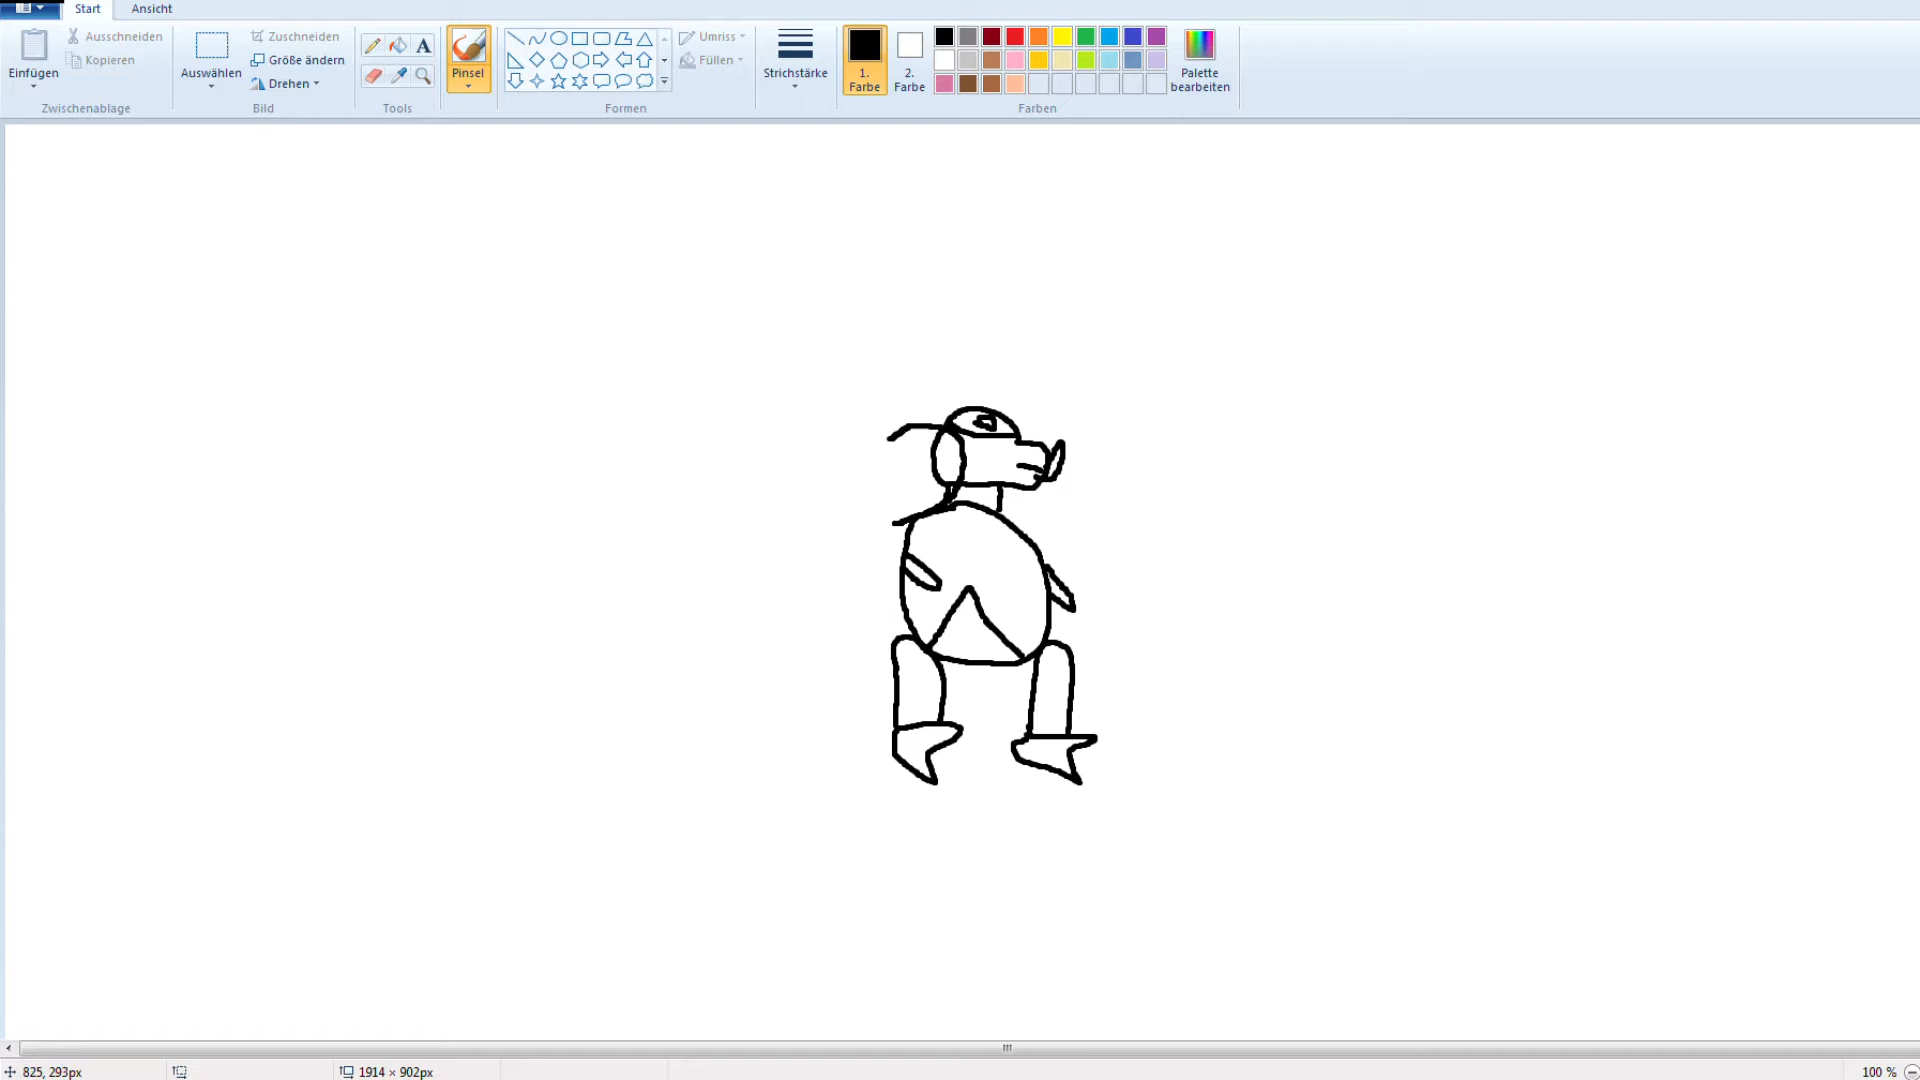 Start
Ansicht
Einfügen
Ausschneiden
Kopieren
Zwischenablage
Auswählen
Zuschneiden
Größe ändern
Drehen
Bild
A
Tools
Pinsel
Umriss
Füllen
Formen
Strichstärke
1.
Farbe
2.
Farbe
Palette
bearbeiten
Farben
825, 293px
1914 × 902px
100 %